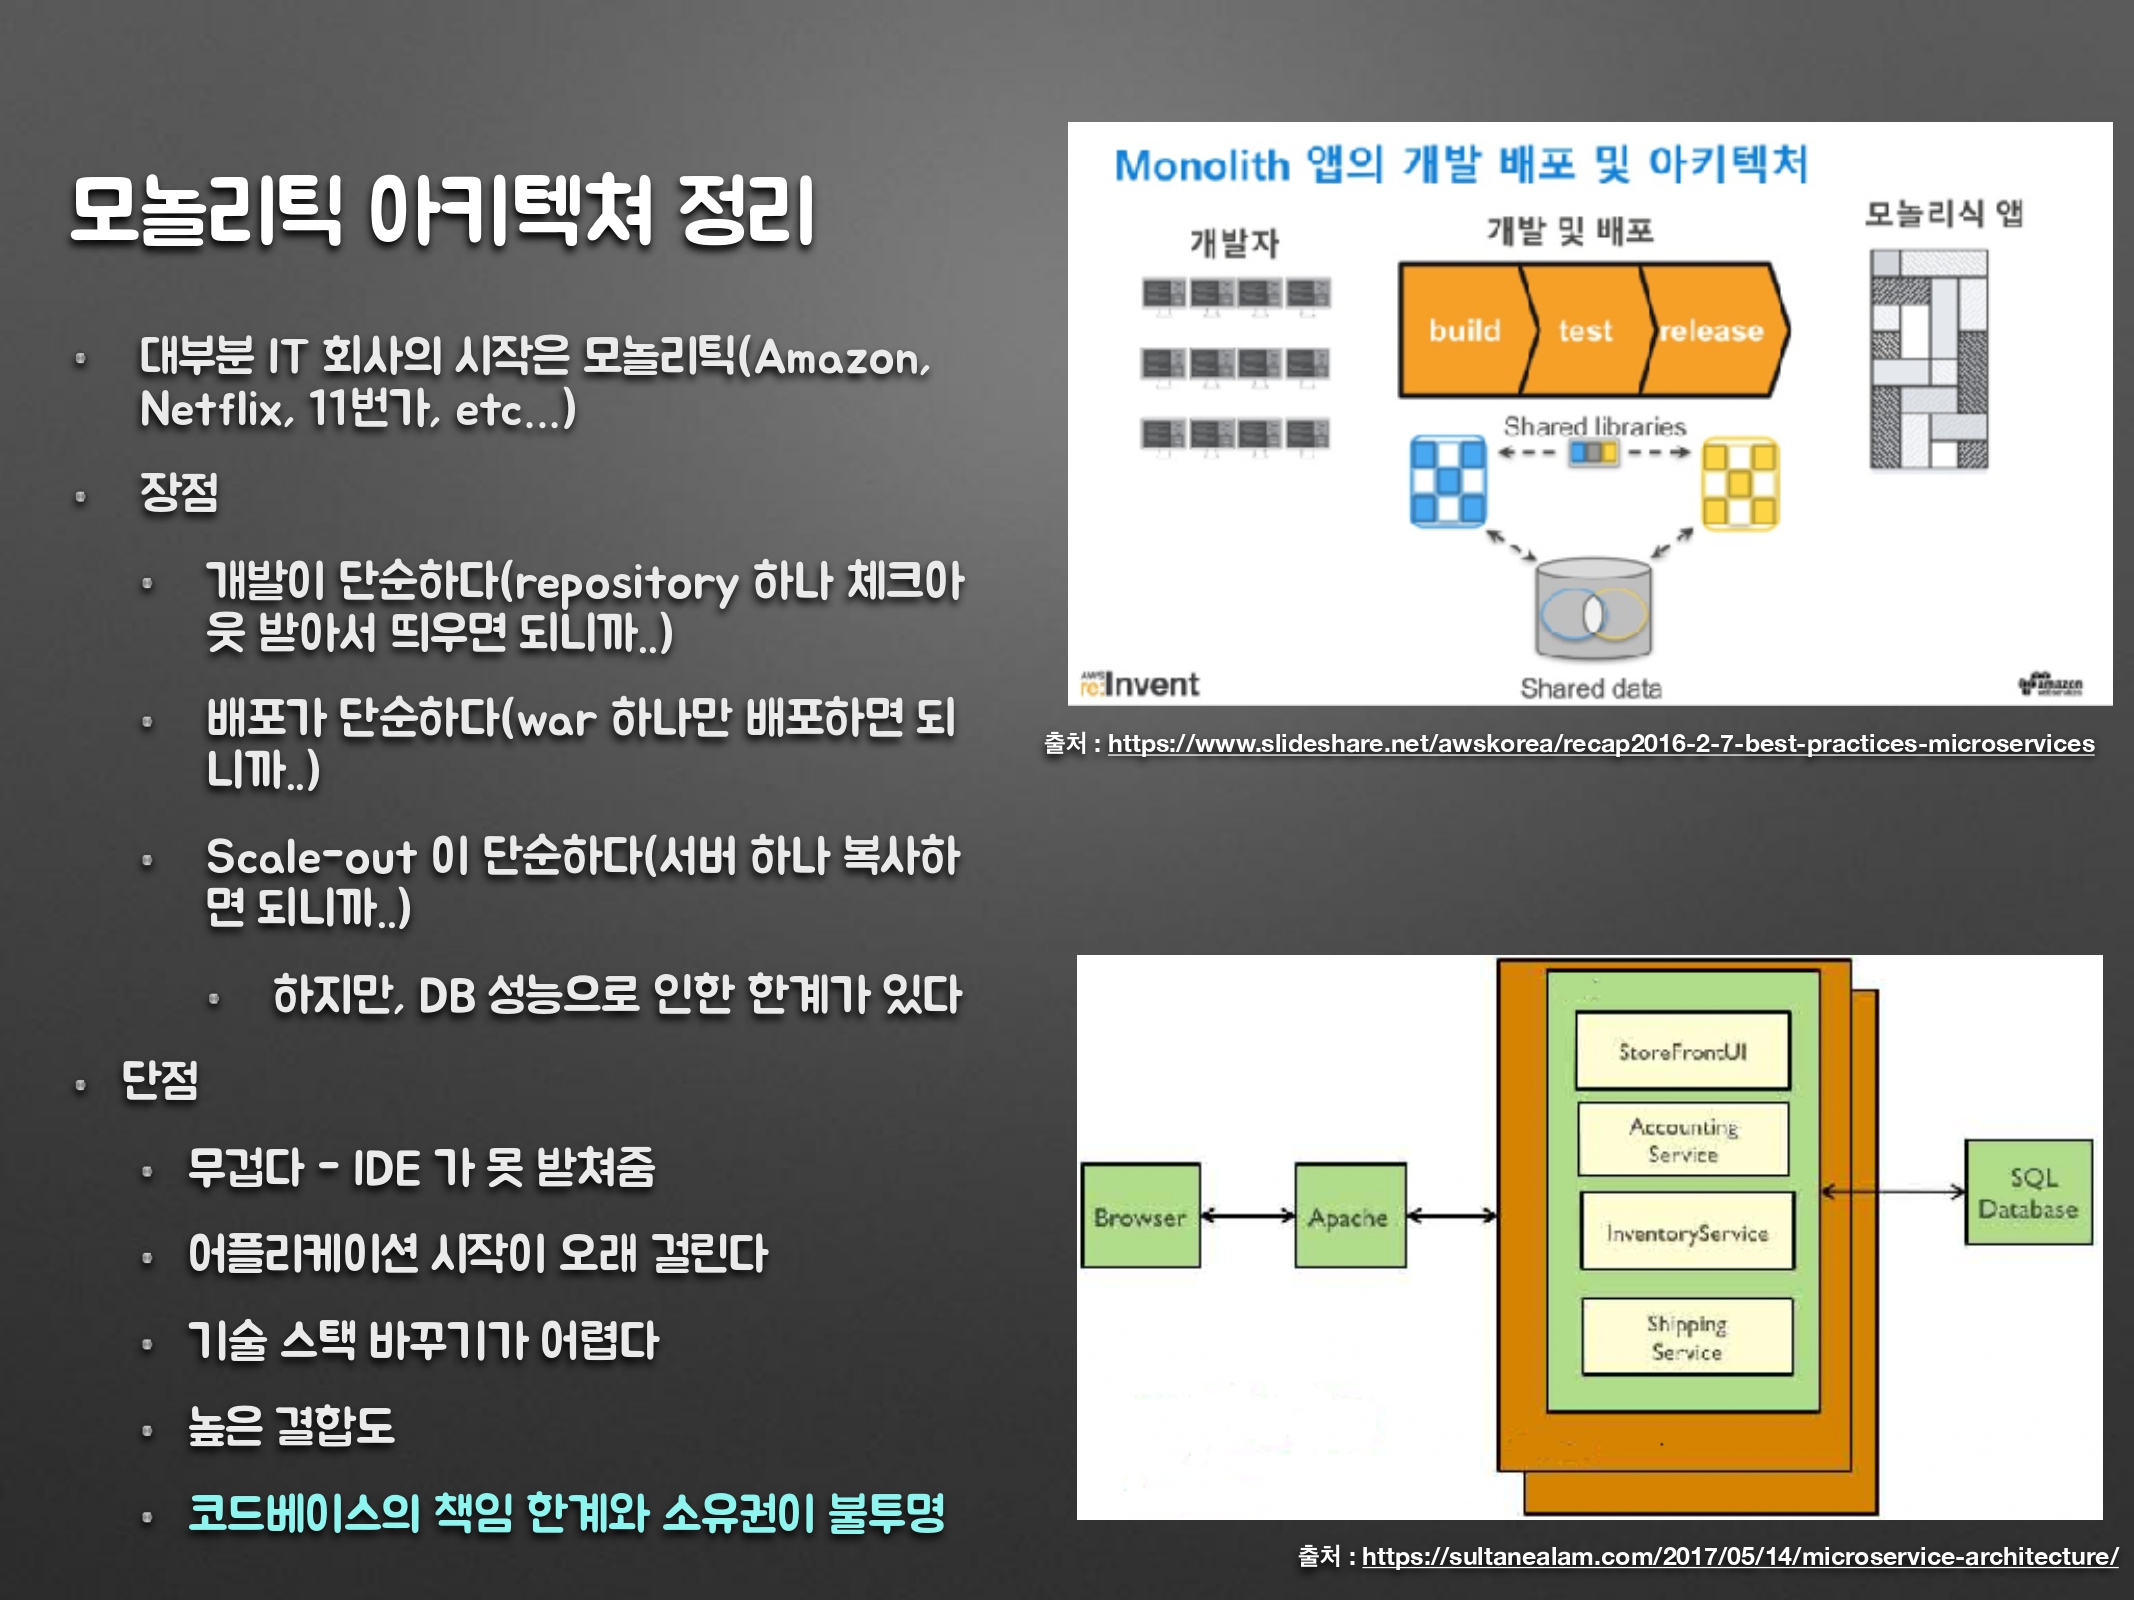 모놀리틱 아키텍쳐 정리
대부분 IT 회사의 시작은 모놀리틱(Amazon,
Netflix, 11번가, etc...)
장점
개발이 단순하다(repository 하나 체크아
웃 받아서 띄우면 되니까..)
배포가 단순하다(war 하나만 배포하면 되
니까..)
Scale-out 이 단순하다(서버 하나 복사하
면 되니까..)
하지만, DB 성능으로 인한 한계가 있다
단점
무겁다 - IDE 가 못 받쳐줌
어플리케이션 시작이 오래 걸린다
기술 스택 바꾸기가 어렵다
높은 결합도
코드베이스의 책임 한계와 소유권이 불투명
Monolith 앱의 개발 배포 및 아키텍처
개발자
개발 및 배포
모놀리식 앱
build
test
release
Shared libraries
Shared data
AWS
re:Invent
amazon
web services
출처 : https://www.slideshare.net/awskorea/recap2016-2-7-best-practices-microservices
Browser
Apache
StoreFrontUI
Accounting
Service
InventoryService
Shipping
Service
SQL
Database
출처 : https://sultanealam.com/2017/05/14/microservice-architecture/